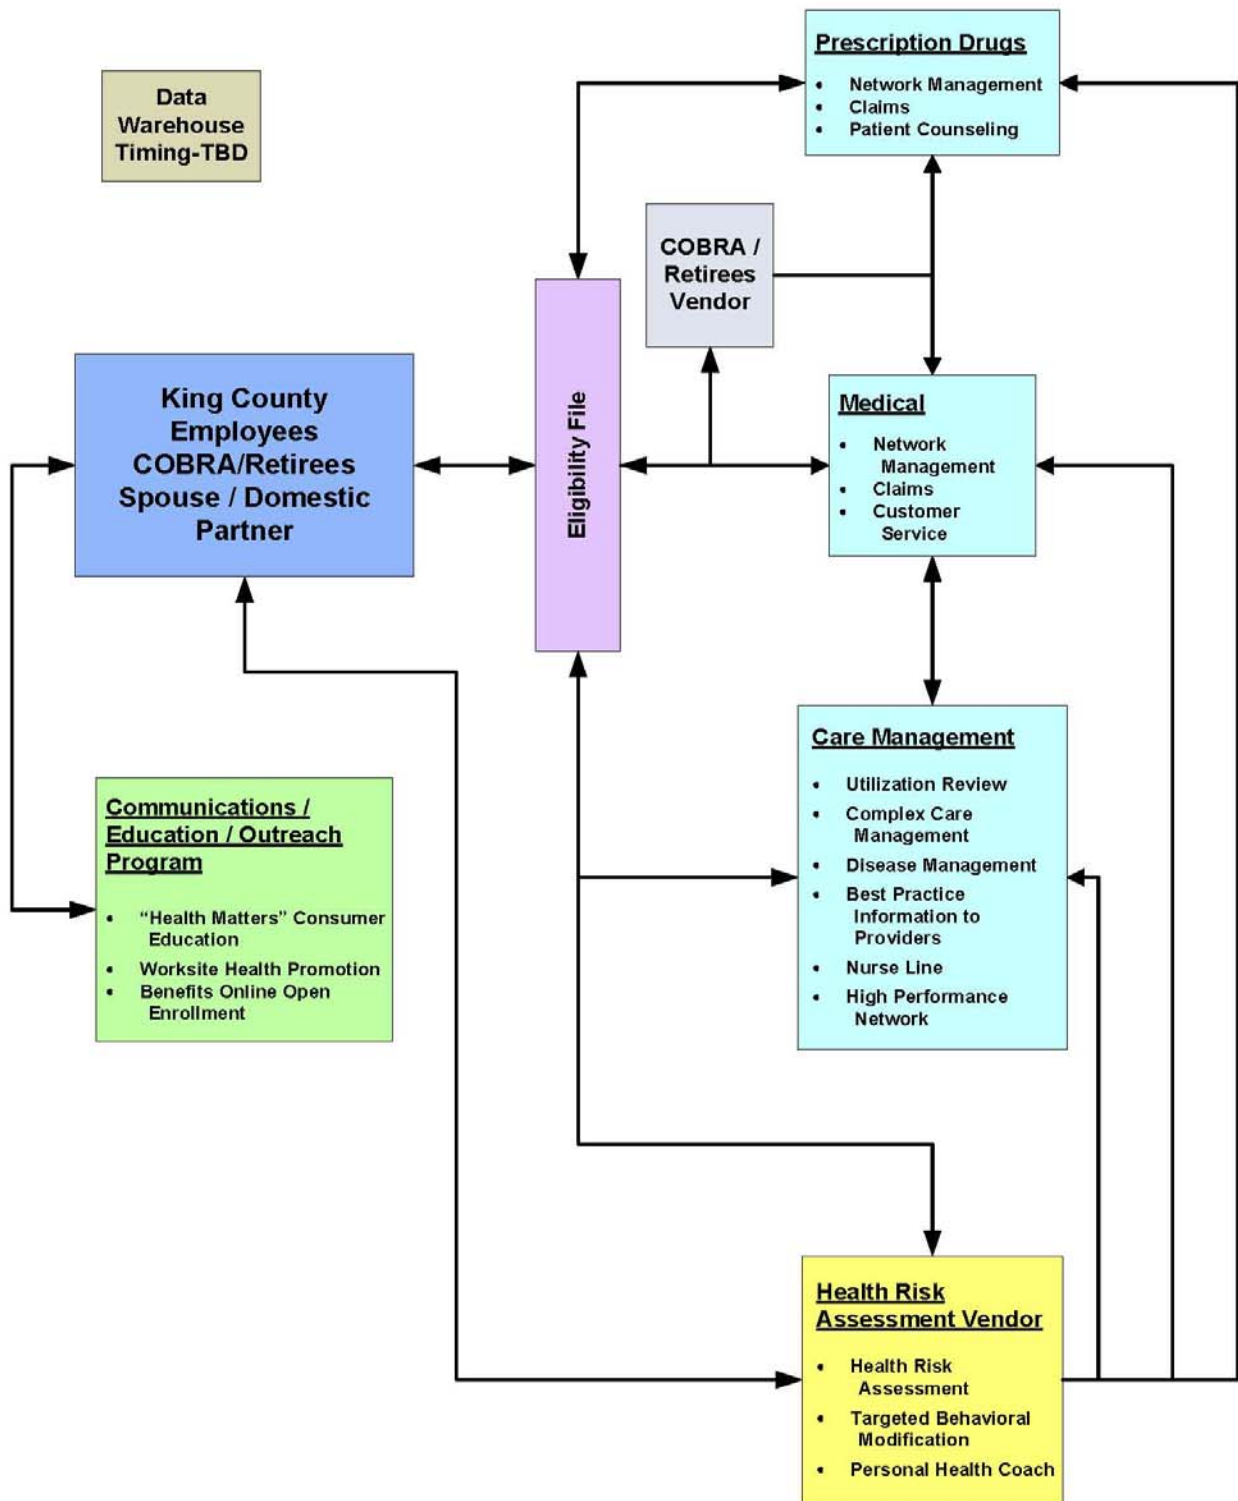 Prescription Drugs
• Network Management
• Claims
• Patient Counseling
Data
Warehouse
Timing-TBD
COBRA /
Retirees
Vendor
Eligibility File
King County
Employees
COBRA/Retirees
Spouse / Domestic
Partner
Medical
• Network
Management
• Claims
• Customer
Service
Care Management
• Utilization Review
• Complex Care
Management
• Disease Management
• Best Practice
Information to
Providers
• Nurse Line
• High Performance
Network
Communications /
Education / Outreach
Program
• “Health Matters” Consumer
Education
• Worksite Health Promotion
• Benefits Online Open
Enrollment
Health Risk
Assessment Vendor
• Health Risk
Assessment
• Targeted Behavioral
Modification
• Personal Health Coach